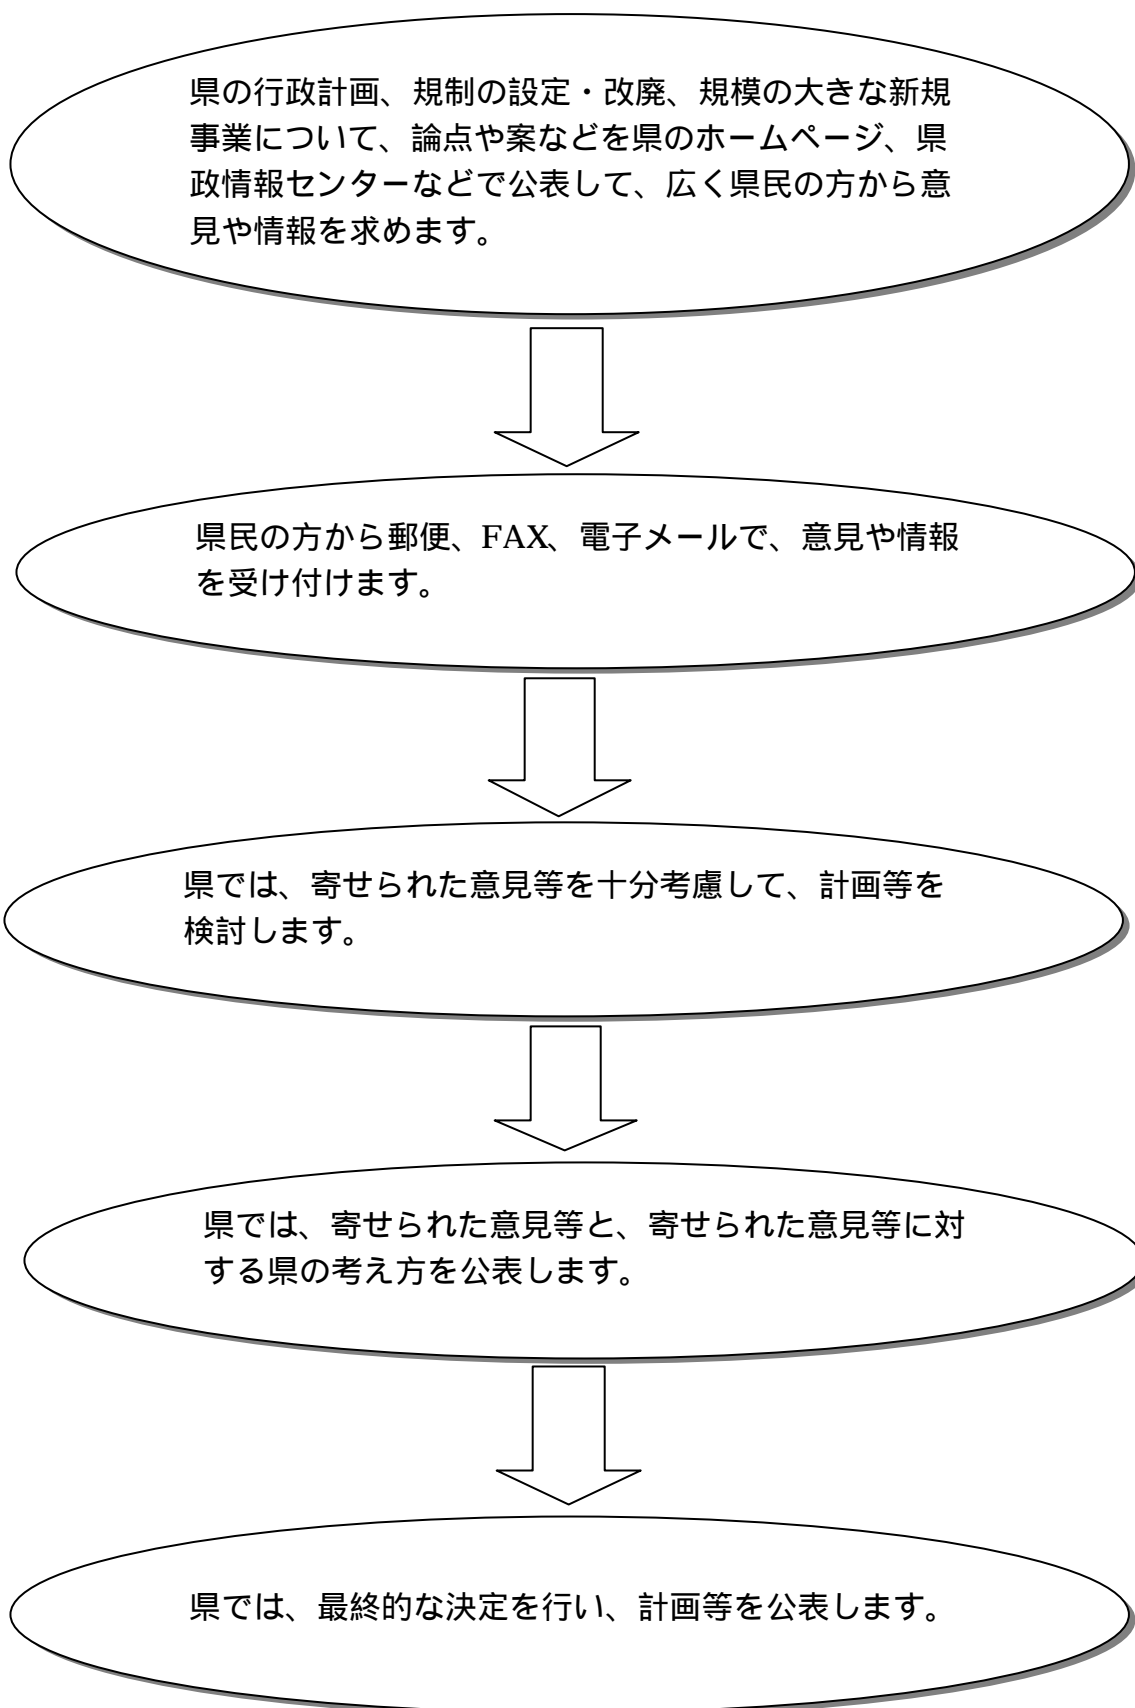 県の行政計画、規制の設定・改廃、規模の大きな新規
事業について、論点や案などを県のホームページ、県
政情報センターなどで公表して、広く県民の方から意
見や情報を求めます。
県民の方から郵便、FAX、電子メールで、意見や情報
を受け付けます。
県では、寄せられた意見等を十分考慮して、計画等を
検討します。
県では、寄せられた意見等と、寄せられた意見等に対
する県の考え方を公表します。
県では、最終的な決定を行い、計画等を公表します。